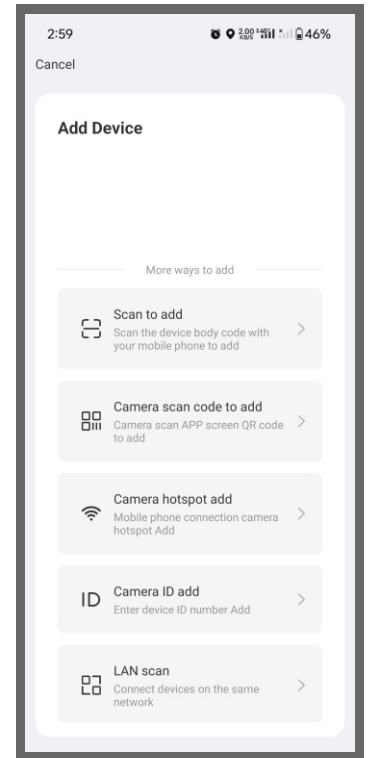 2:59
2.00 KB/S 46%
Cancel
Add Device
More ways to add
Scan to add
Scan the device body code with
your mobile phone to add
Camera scan code to add
Camera scan APP screen QR code
to add
Camera hotspot add
Mobile phone connection camera
hotspot Add
ID
Camera ID add
Enter device ID number Add
LAN scan
Connect devices on the same
network